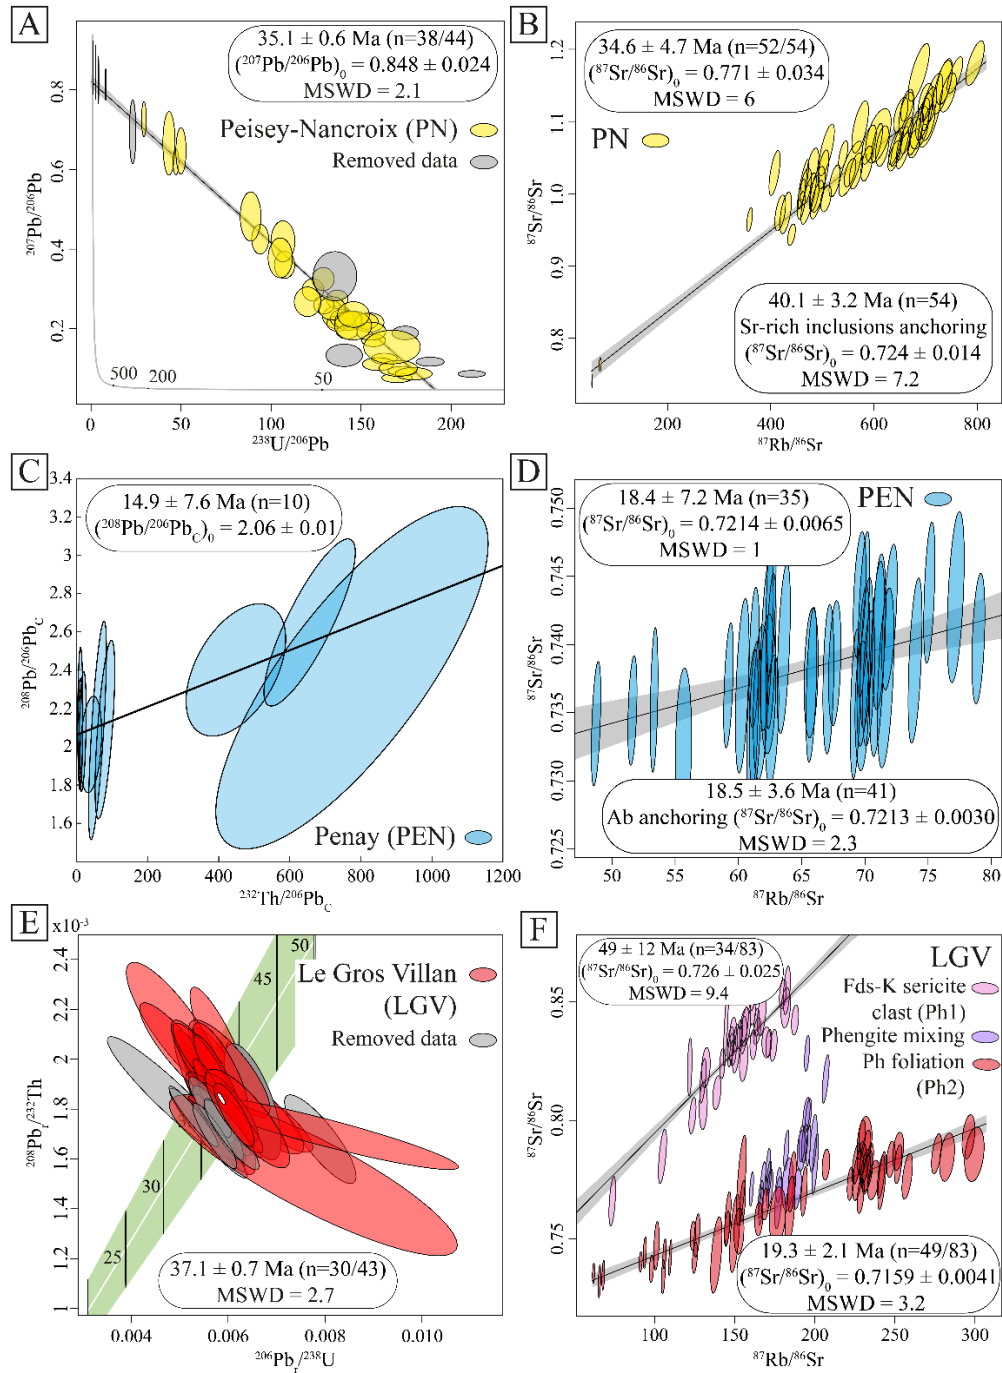 A
35.1 ± 0.6 Ma (n=38/44)
(²⁰⁷Pb/²⁰⁶Pb)₀ = 0.848 ± 0.024
MSWD = 2.1
Peisey-Nancroix (PN)
Removed data
²⁰⁷Pb/²⁰⁶Pb
0.8
0.6
0.4
0.2
500
200
50
0
50
100
150
200
²³⁸U/²⁰⁶Pb
B
34.6 ± 4.7 Ma (n=52/54)
(⁸⁷Sr/⁸⁶Sr)₀ = 0.771 ± 0.034
MSWD = 6
PN
⁸⁷Sr/⁸⁶Sr
1.2
1.1
1.0
0.9
0.8
40.1 ± 3.2 Ma (n=54)
Sr-rich inclusions anchoring
(⁸⁷Sr/⁸⁶Sr)₀ = 0.724 ± 0.014
MSWD = 7.2
200
400
600
800
⁸⁷Rb/⁸⁶Sr
C
14.9 ± 7.6 Ma (n=10)
(²⁰⁸Pb/²⁰⁶Pb_C)₀ = 2.06 ± 0.01
²⁰⁸Pb/²⁰⁶Pb_C
3.4
3.2
3
2.8
2.6
2.4
2.2
2
1.8
1.6
Penay (PEN)
0
200
400
600
800
1000
1200
²³²Th/²⁰⁶Pb_C
D
18.4 ± 7.2 Ma (n=35)
(⁸⁷Sr/⁸⁶Sr)₀ = 0.7214 ± 0.0065
MSWD = 1
PEN
⁸⁷Sr/⁸⁶Sr
0.750
0.745
0.740
0.735
0.730
0.725
18.5 ± 3.6 Ma (n=41)
Ab anchoring (⁸⁷Sr/⁸⁶Sr)₀ = 0.7213 ± 0.0030
MSWD = 2.3
50
55
60
65
70
75
80
⁸⁷Rb/⁸⁶Sr
E
x10⁻³
2.4
2.2
2
1.8
1.6
1.4
1.2
1
²⁰⁸Pb_r/²³²Th
50
45
30
25
Le Gros Villan
(LGV)
Removed data
37.1 ± 0.7 Ma (n=30/43)
MSWD = 2.7
0.004
0.006
0.008
0.010
²⁰⁶Pb_r/²³⁸U
F
49 ± 12 Ma (n=34/83)
(⁸⁷Sr/⁸⁶Sr)₀ = 0.726 ± 0.025
MSWD = 9.4
LGV
Fds-K sericite
clast (Ph1)
Phengite mixing
Ph foliation
(Ph2)
⁸⁷Sr/⁸⁶Sr
0.85
0.80
0.75
19.3 ± 2.1 Ma (n=49/83)
(⁸⁷Sr/⁸⁶Sr)₀ = 0.7159 ± 0.0041
MSWD = 3.2
100
150
200
250
300
⁸⁷Rb/⁸⁶Sr